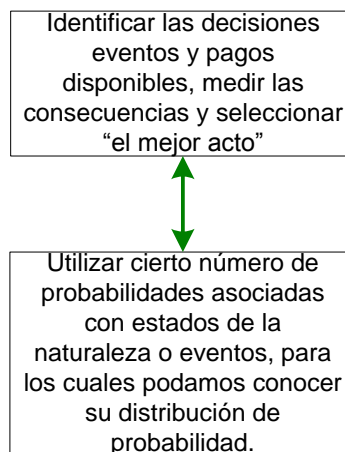 Identificar las decisiones
eventos y pagos
disponibles, medir las
consecuencias y seleccionar
“el mejor acto”
Utilizar cierto número de
probabilidades asociadas
con estados de la
naturaleza o eventos, para
los cuales podamos conocer
su distribución de
probabilidad.